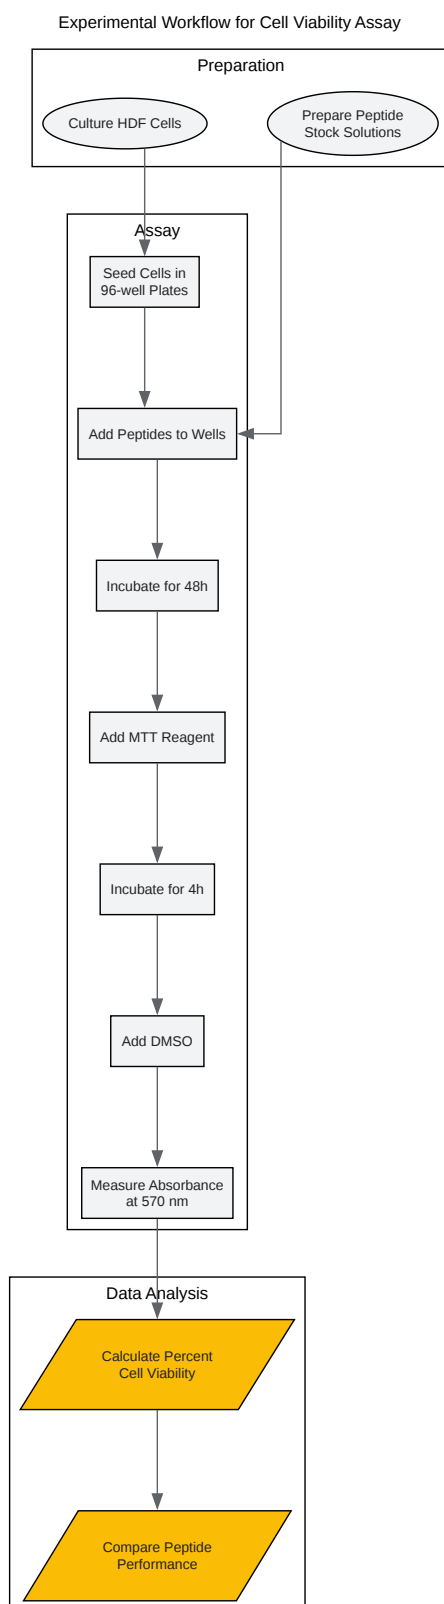 Experimental Workflow for Cell Viability Assay
Preparation
Culture HDF Cells
Prepare Peptide
Stock Solutions
Assay
Seed Cells in
96-well Plates
Add Peptides to Wells
Incubate for 48h
Add MTT Reagent
Incubate for 4h
Add DMSO
Measure Absorbance
at 570 nm
Data Analysis
Calculate Percent
Cell Viability
Compare Peptide
Performance